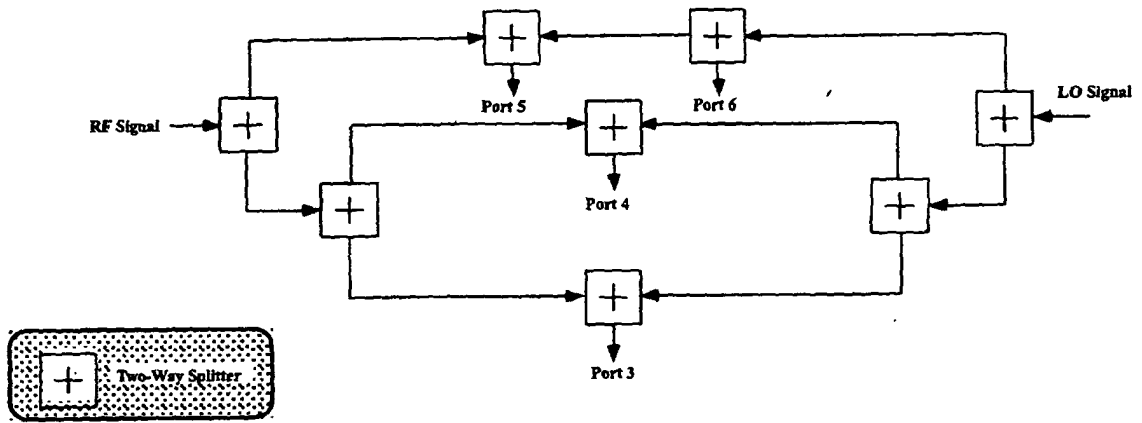 Port 5
Port 6
LO Signal
RF Signal
Port 4
Port 3
Two-Way Splitter